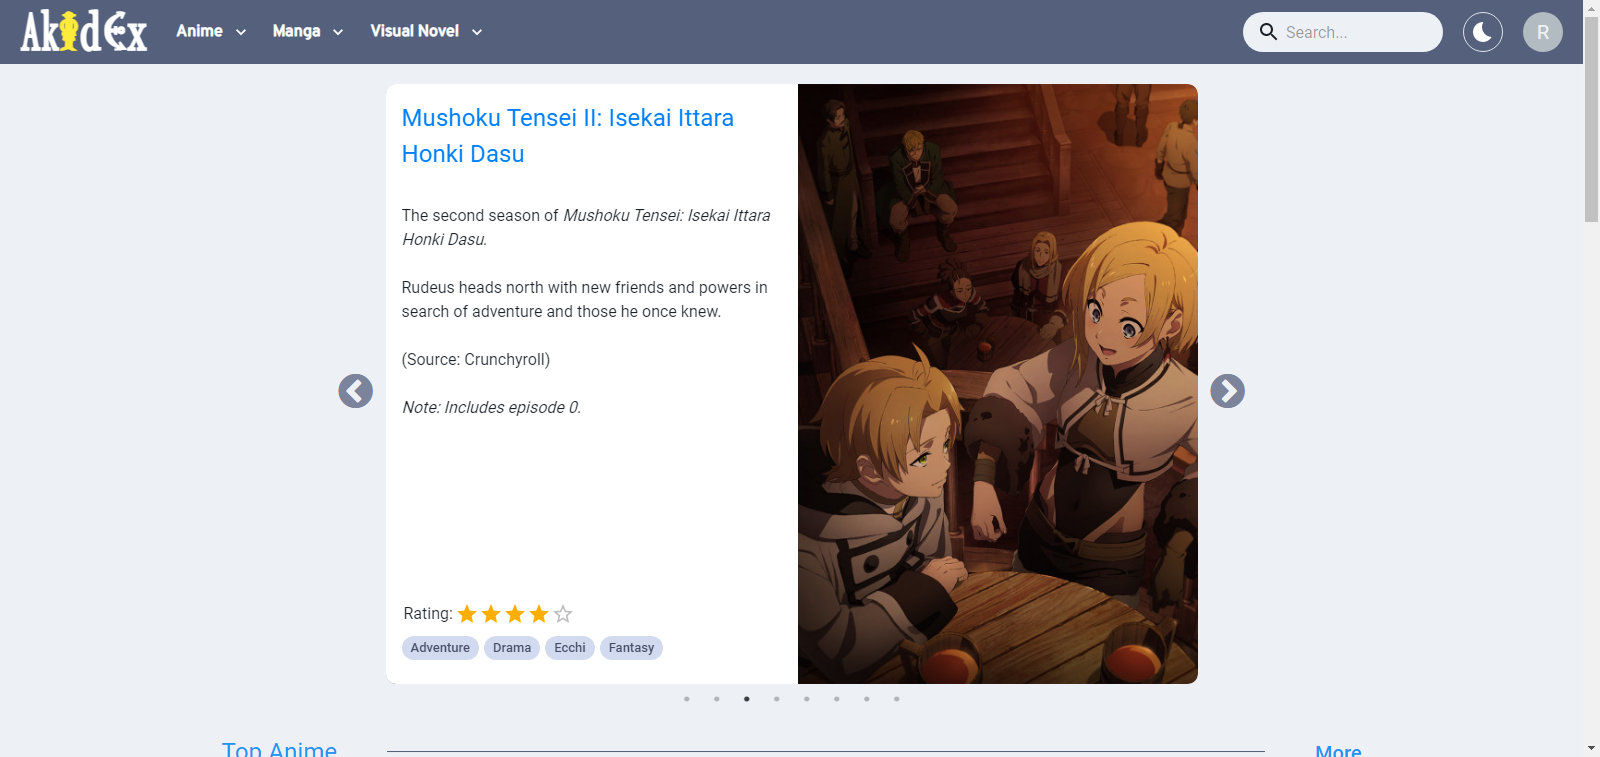 Akidex
Anime
Manga
Visual Novel
Search...
R
Mushoku Tensei II: Isekai Ittara
Honki Dasu
The second season of Mushoku Tensei: Isekai Ittara
Honki Dasu.
Rudeus heads north with new friends and powers in
search of adventure and those he once knew.
(Source: Crunchyroll)
Note: Includes episode 0.
Rating:
Adventure
Drama
Ecchi
Fantasy
Top Anime
More